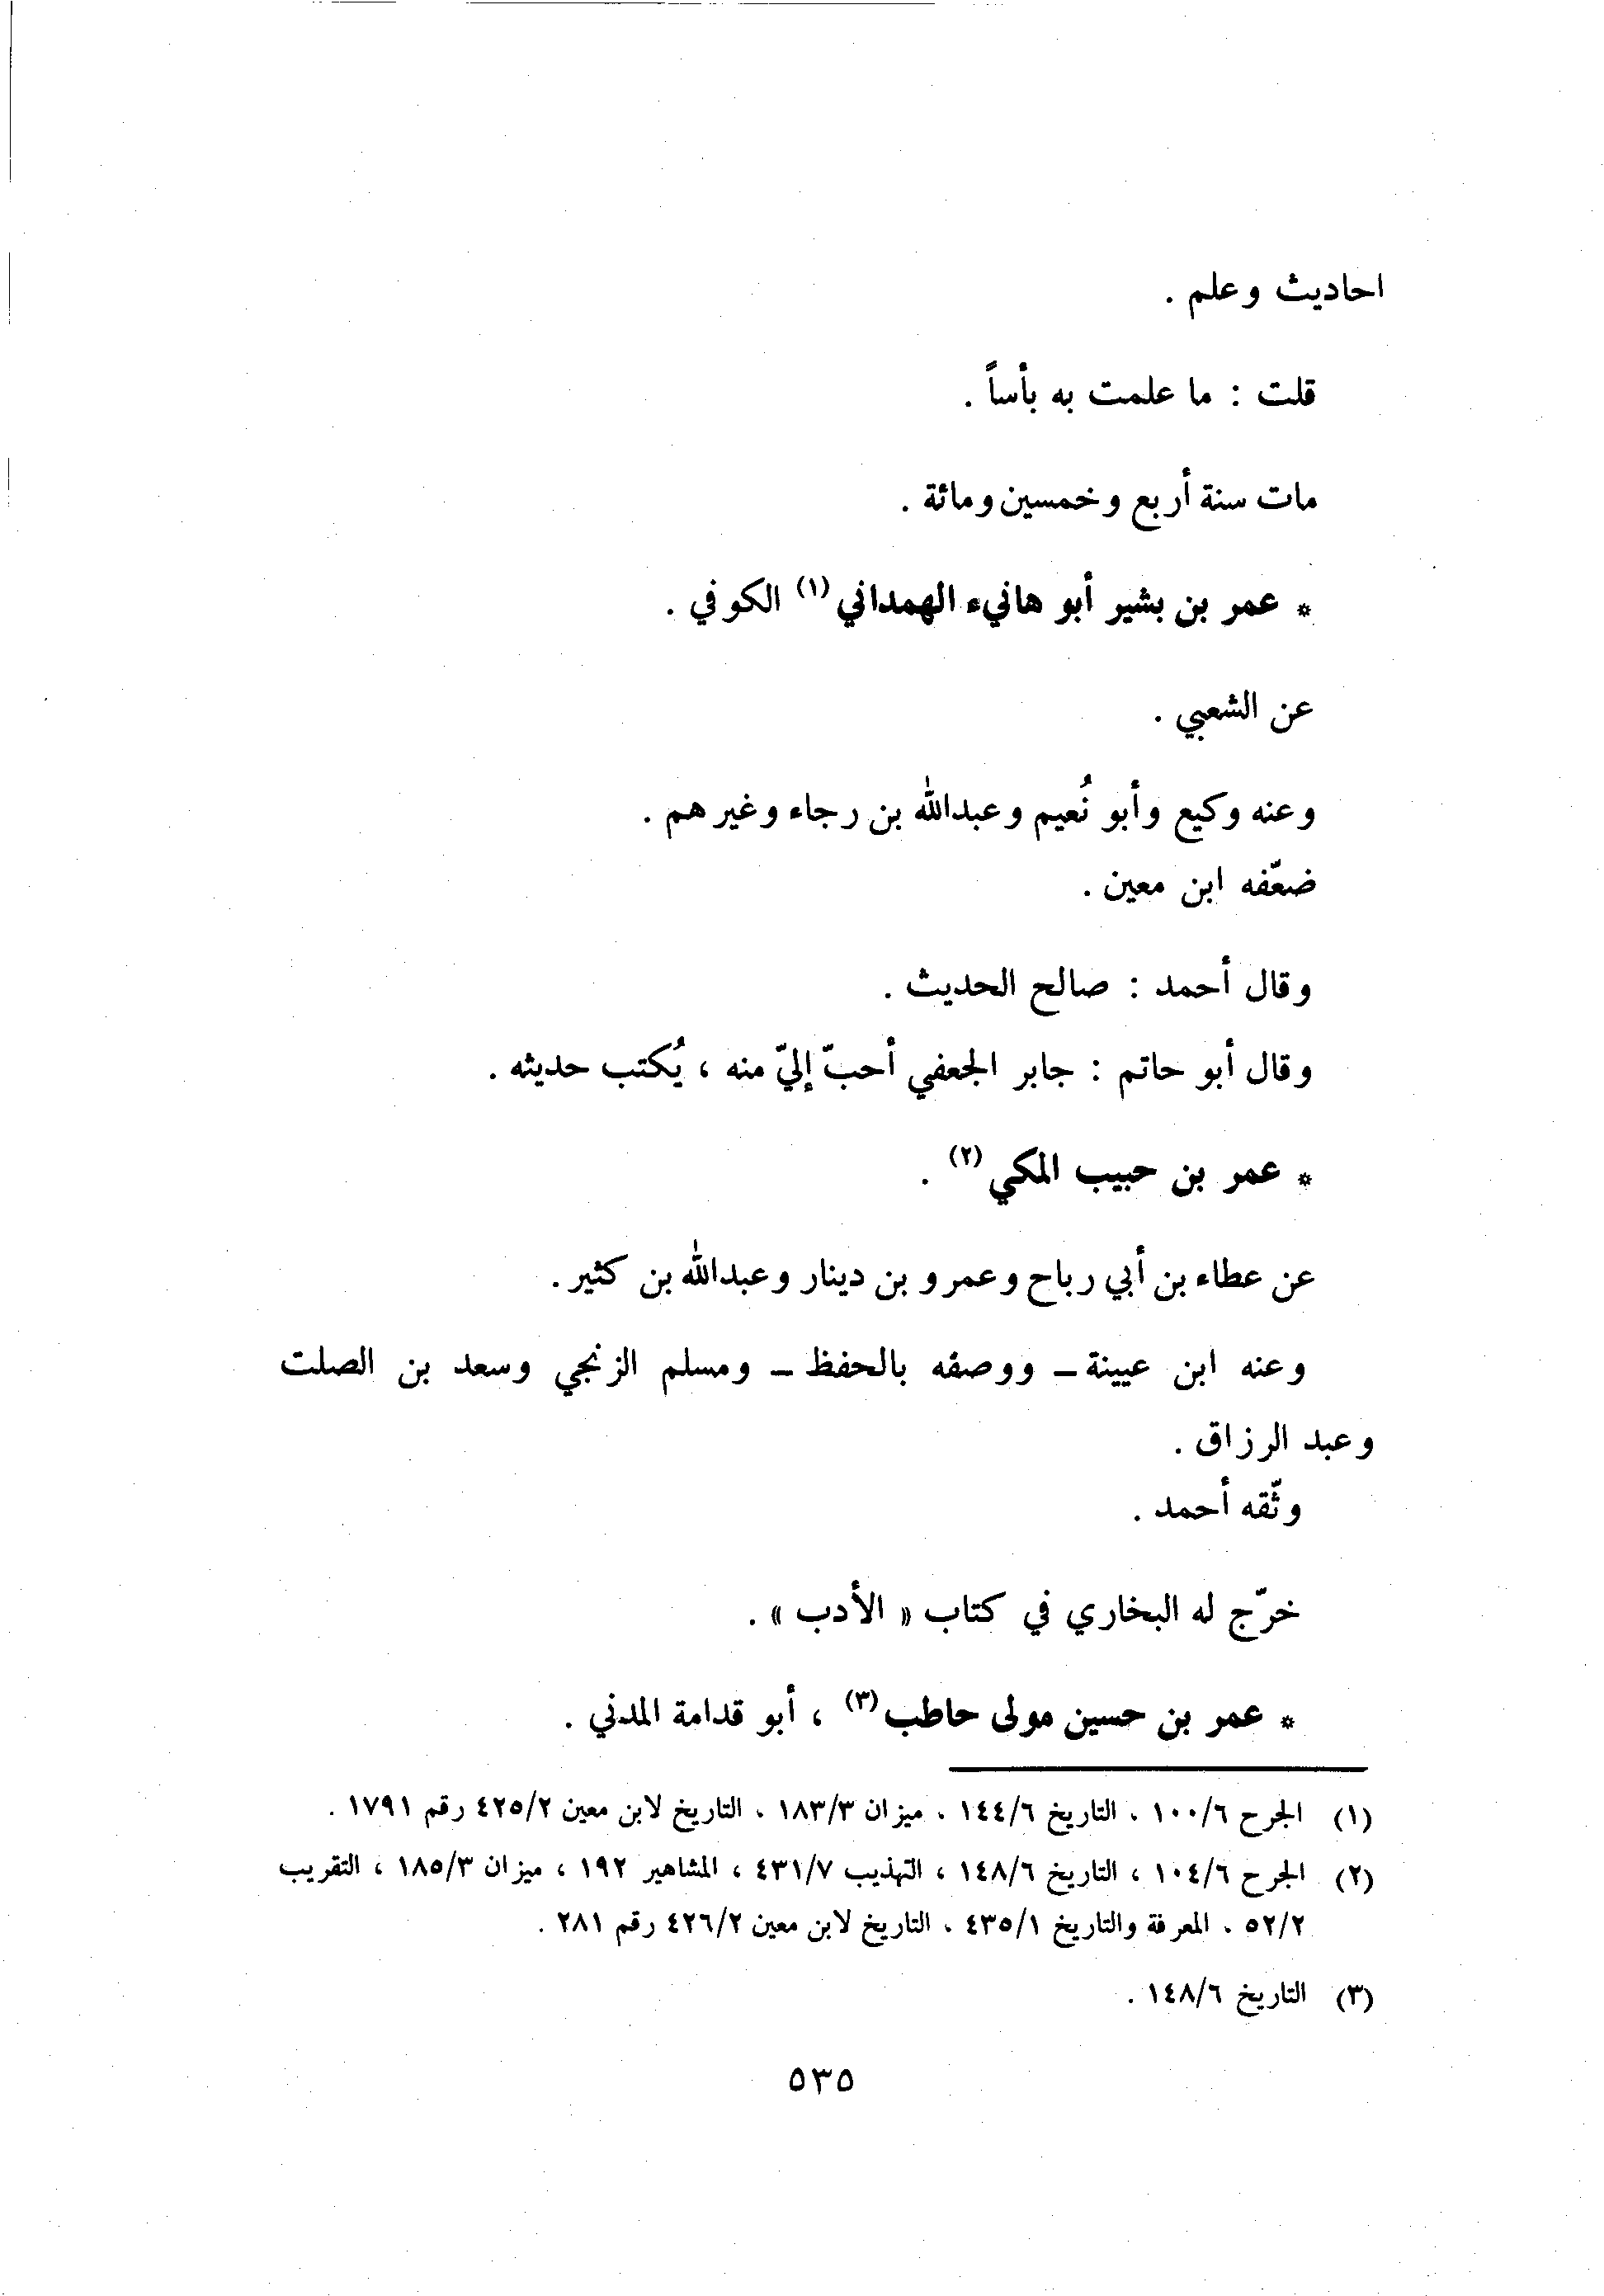 احاديث وعلم .
قلت : ما علمت به بأساً .
مات سنة أربع وخمسين ومائة .
* عمر بن بشير أبو هانيء الهمداني (١) الكوفي .
عن الشعبي .
وعنه وكيع وأبو نُعيم وعبدالله بن رجاء وغيرهم .
ضعّفه ابن معين .
وقال أحمد : صالح الحديث .
وقال أبو حاتم : جابر الجعفي أحبّ إليّ منه ، يُكتب حديثه .
* عمر بن حبيب المكي (٢) .
عن عطاء بن أبي رباح وعمرو بن دينار وعبدالله بن كثير .
وعنه ابن عيينة ــ ووصفه بالحفظ ــ ومسلم الزنجي وسعد بن الصلت
وعبد الرزاق .
وثّقه أحمد .
خرّج له البخاري في كتاب « الأدب » .
* عمر بن حسين مولى حاطب (٣) ، أبو قدامة المدني .
(١) الجرح ١٠٠/٦ ، التاريخ ١٤٤/٦ ، ميزان ١٨٣/٣ ، التاريخ لابن معين ٤٢٥/٢ رقم ١٧٩١ .
(٢) الجرح ١٠٤/٦ ، التاريخ ١٤٨/٦ ، التهذيب ٤٣١/٧ ، المشاهير ١٩٢ ، ميزان ١٨٥/٣ ، التقريب
٥٢/٢ ، المعرفة والتاريخ ٤٣٥/١ ، التاريخ لابن معين ٤٢٦/٢ رقم ٢٨١ .
(٣) التاريخ ١٤٨/٦ .
٥٣٥